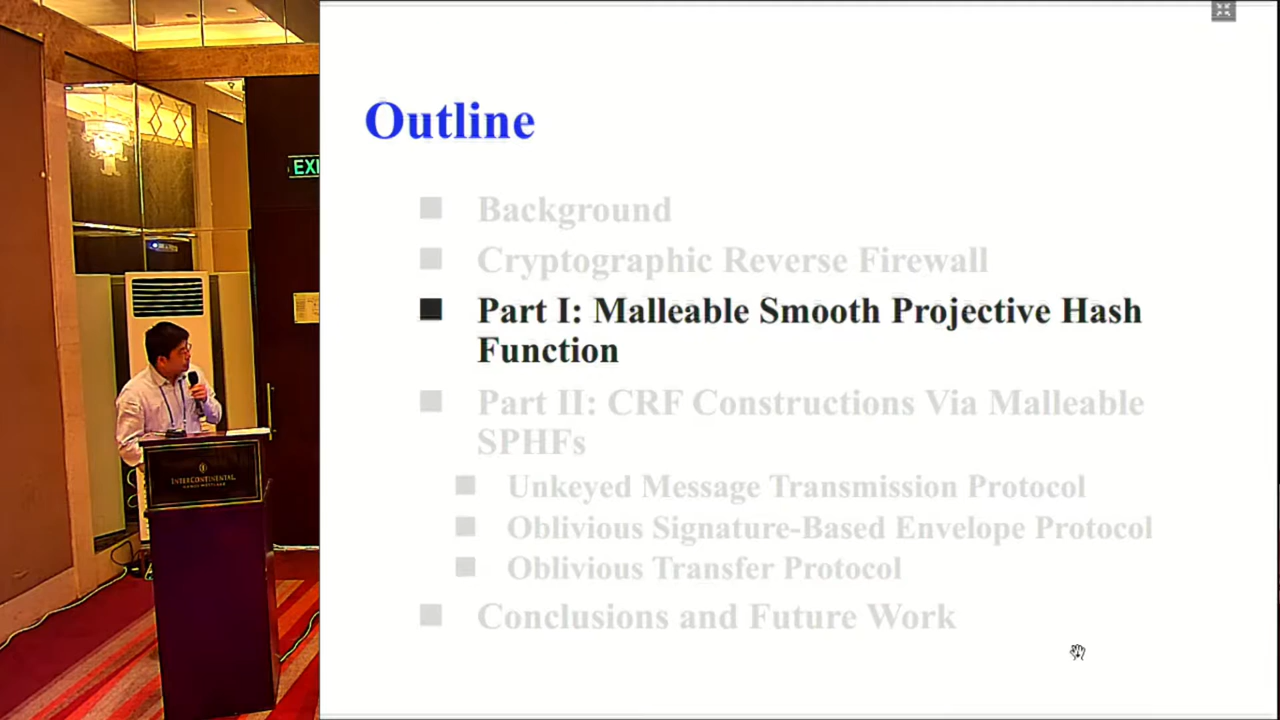 Outline
Background
Cryptographic Reverse Firewall
Part I: Malleable Smooth Projective Hash
Function
Part II: CRF Constructions Via Malleable
SPHFs
Unkeyed Message Transmission Protocol
Oblivious Signature-Based Envelope Protocol
Oblivious Transfer Protocol
Conclusions and Future Work
EXI
INTERCONTINENTAL